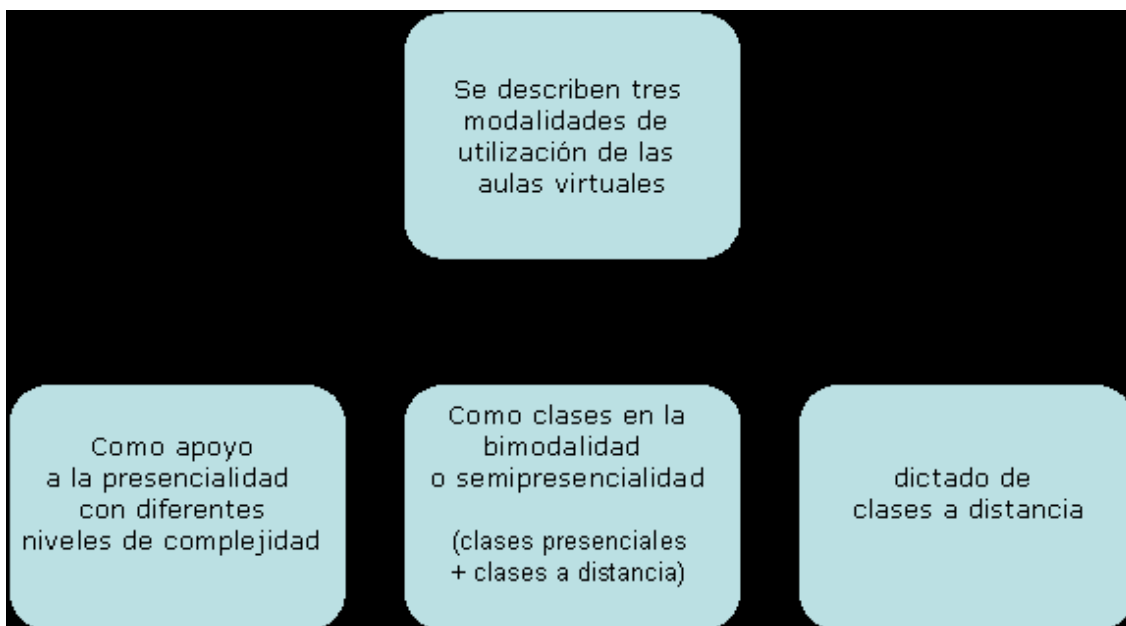 Se describen tres
modalidades de
utilización de las
aulas virtuales
Como apoyo
a la presencialidad
con diferentes
niveles de complejidad
Como clases en la
bimodalidad
o semipresencialidad
(clases presenciales
+ clases a distancia)
dictado de
clases a distancia